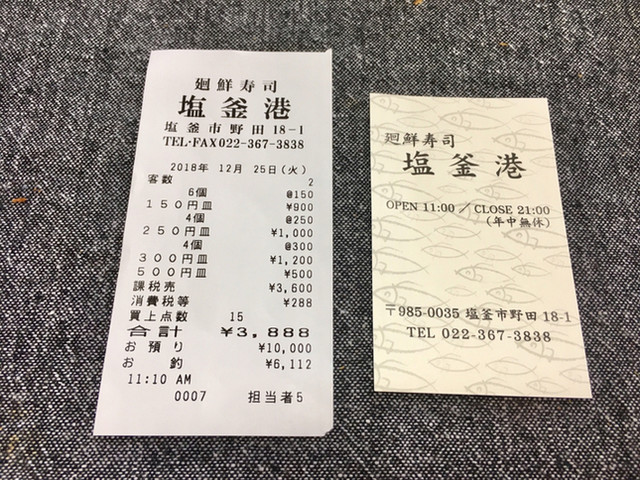 廻鮮寿司
塩釜港
塩釜市野田18-1
TEL・FAX022-367-3838
2018年 12月 25日(火)
客数 2
6個 @150
150円皿 ¥900
4個 @250
250円皿 ¥1,000
4個 @300
300円皿 ¥1,200
500円皿 ¥500
課税売 ¥3,600
消費税等 ¥288
買上点数 15
合計 ¥3,888
お預り ¥10,000
お釣 ¥6,112
11:10 AM
0007 担当者5
廻鮮寿司
塩釜港
OPEN 11:00／CLOSE 21:00
(年中無休)
〒985-0035 塩釜市野田 18-1
TEL 022-367-3838